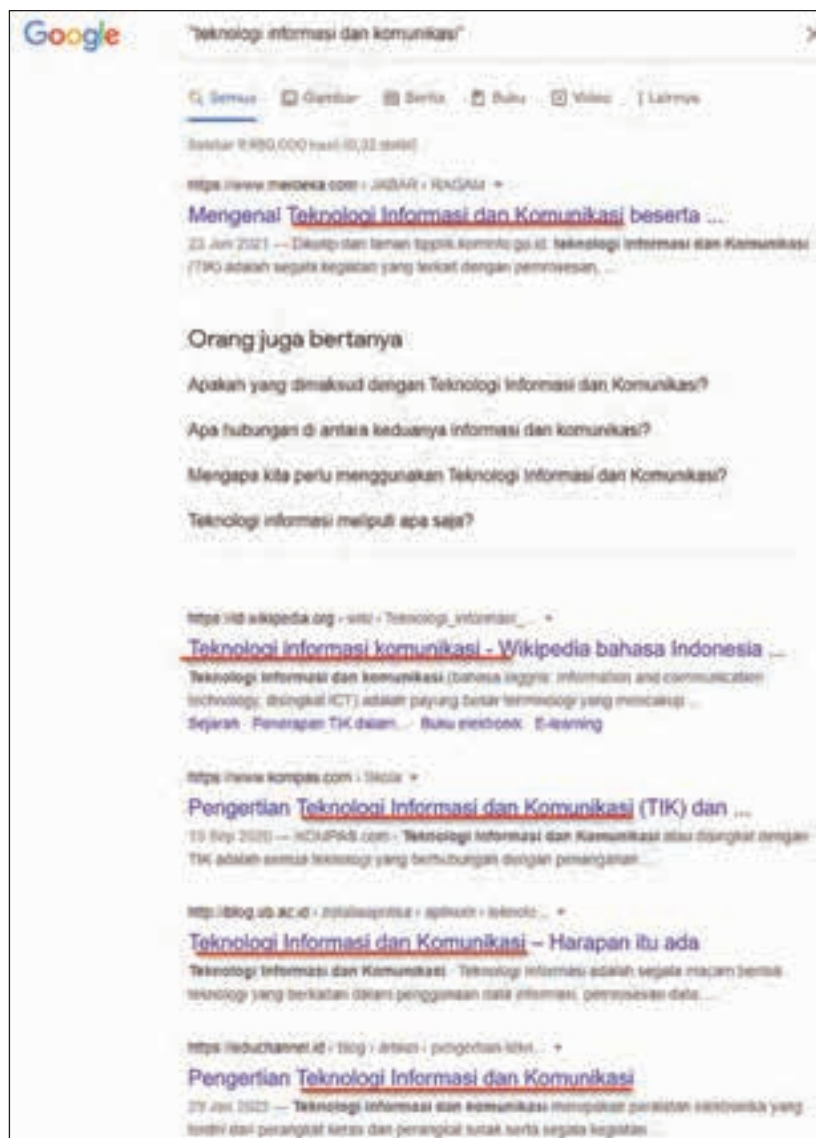 Google
"teknologi informasi dan komunikasi"
Semua Gambar Berita Buku Video Lainnya
Sekitar hasil
https://www.merdeka.com › JABAR › RAGAM
Mengenal Teknologi Informasi dan Komunikasi beserta ...
— Dikutip dari laman teknologi Informasi dan Komunikasi
(TIK) adalah segala kegiatan yang terkait dengan pemrosesan, ...
Orang juga bertanya
Apakah yang dimaksud dengan Teknologi Informasi dan Komunikasi?
Apa hubungan di antara keduanya informasi dan komunikasi?
Mengapa kita perlu menggunakan Teknologi Informasi dan Komunikasi?
Teknologi informasi meliputi apa saja?
https://id.wikipedia.org › wiki › Teknologi_informasi_...
Teknologi informasi komunikasi - Wikipedia bahasa Indonesia ...
Teknologi Informasi dan komunikasi (bahasa Inggris: information and communication
technology; disingkat ICT) adalah payung besar terminologi yang mencakup ...
Sejarah Penerapan TIK dalam... Buku elektronik E-learning
https://www.kompas.com › Skola
Pengertian Teknologi Informasi dan Komunikasi (TIK) dan ...
2020 — KOMPAS.com - Teknologi Informasi dan Komunikasi atau disingkat dengan
TIK adalah semua teknologi yang berhubungan dengan penanganan ...
http://blog.ub.ac.id
Teknologi Informasi dan Komunikasi – Harapan itu ada
Teknologi Informasi dan Komunikasi. Teknologi informasi adalah segala macam bentuk
teknologi yang berkaitan dalam penggunaan data informasi, pemrosesan data ...
https://educhannel.id › blog › artikel
Pengertian Teknologi Informasi dan Komunikasi
— Teknologi informasi dan komunikasi merupakan peralatan elektronika yang
terdiri dari perangkat keras dan perangkat lunak serta segala kegiatan ...